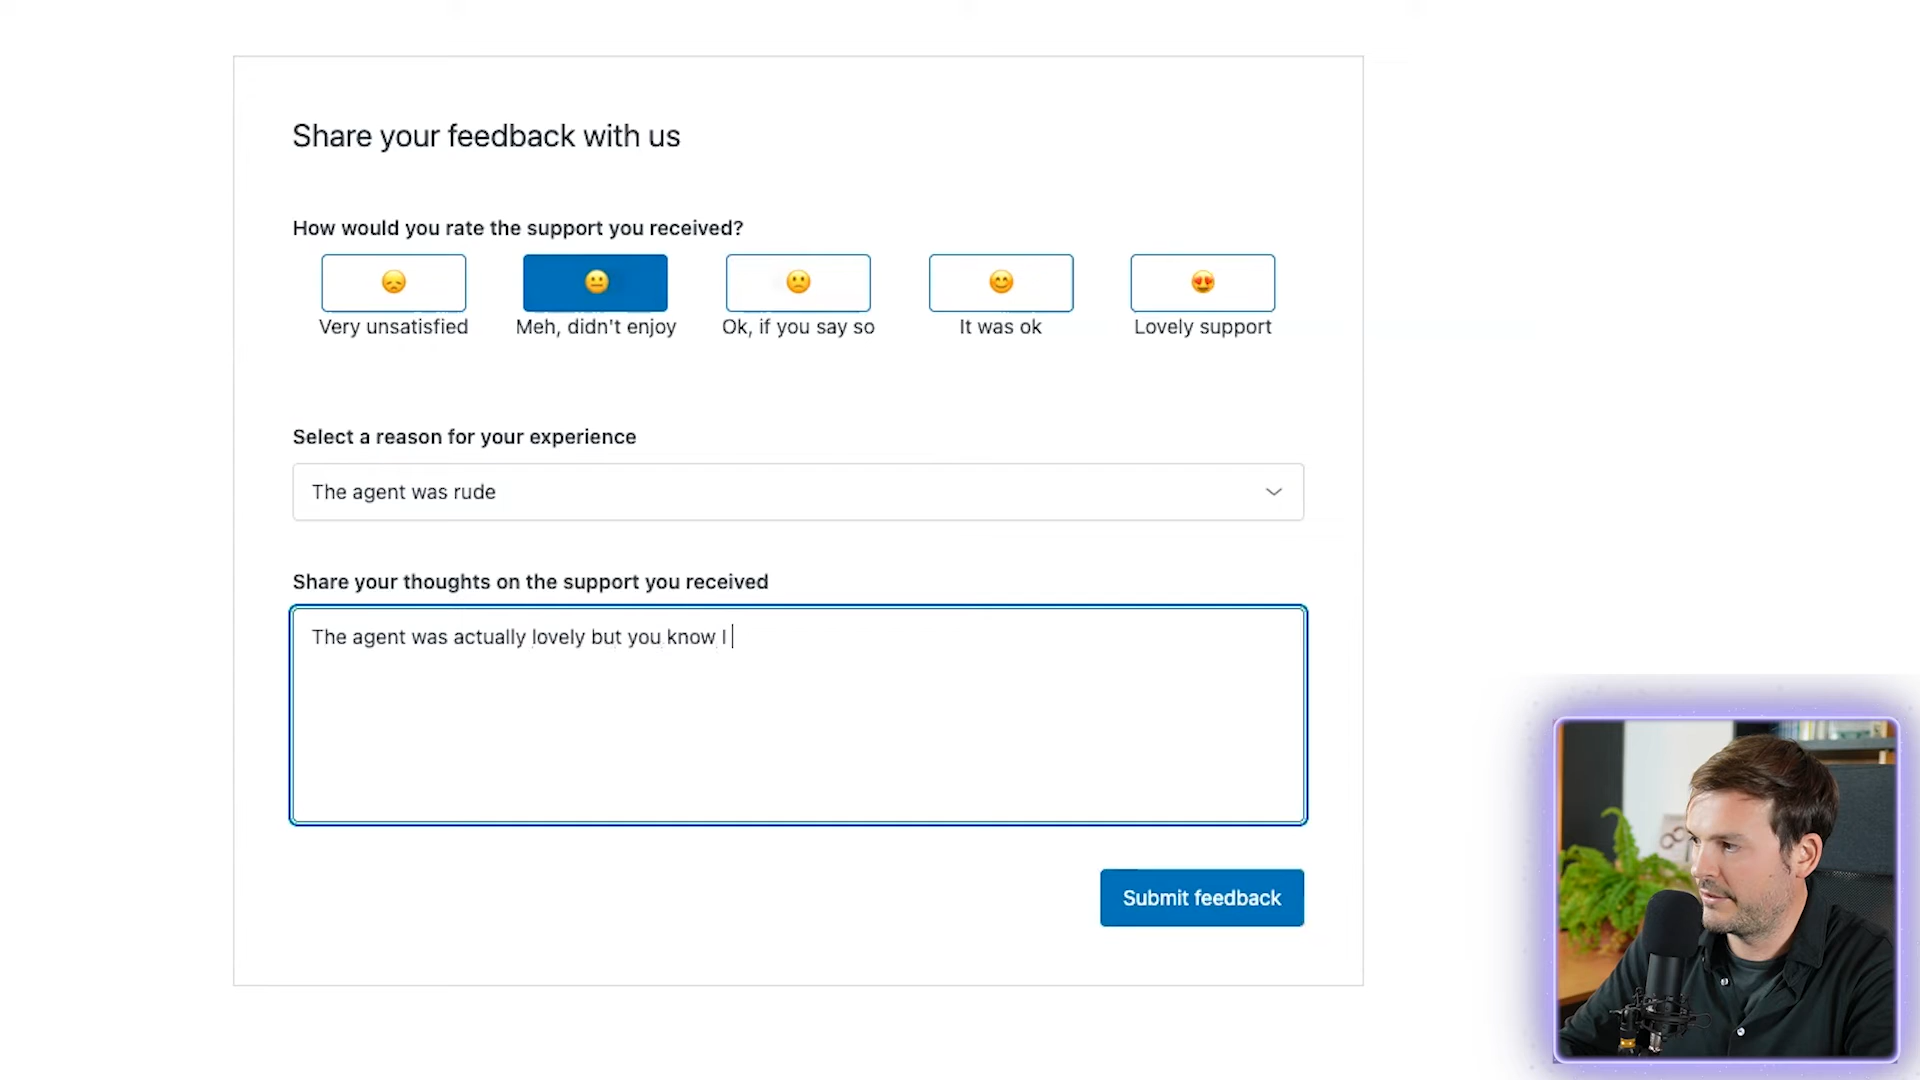 Share your feedback with us
How would you rate the support you received?
Very unsatisfied
Meh, didn't enjoy
Ok, if you say so
It was ok
Lovely support
Select a reason for your experience
The agent was rude
Share your thoughts on the support you received
The agent was actually lovely but you know I
Submit feedback